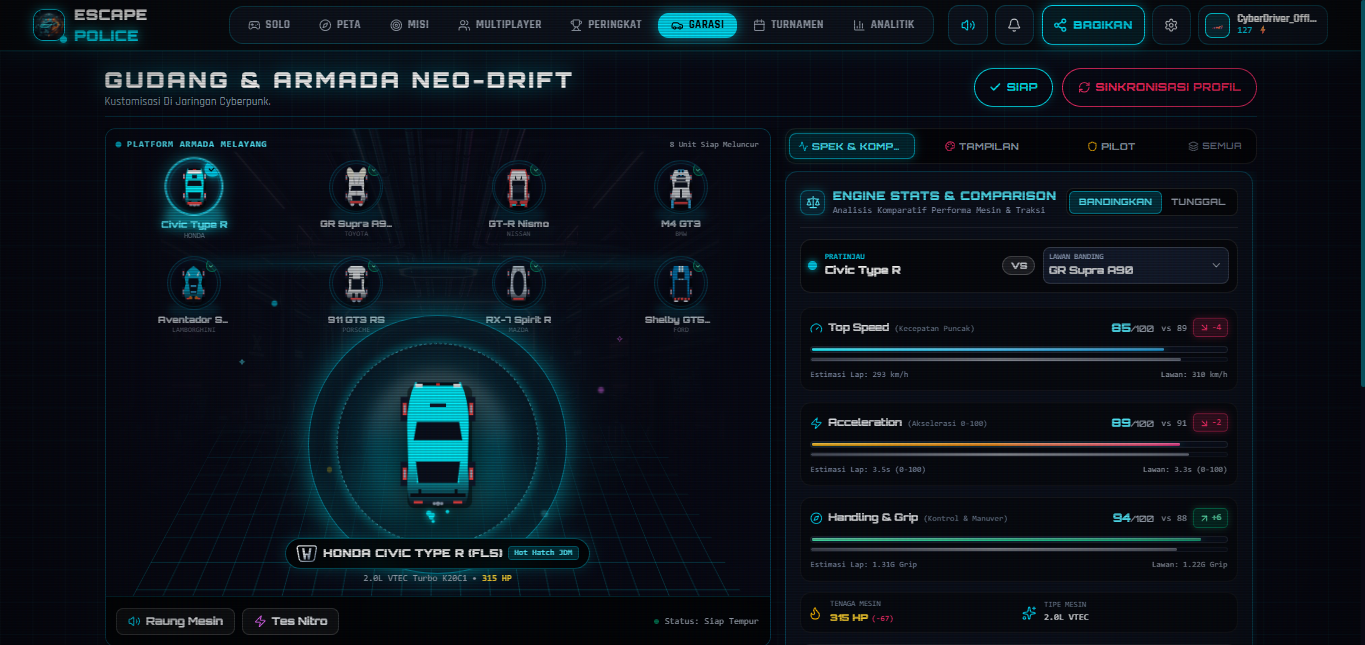 ESCAPE
POLICE
SOLO
PETA
MISI
MULTIPLAYER
PERINGKAT
GARASI
TURNAMEN
ANALITIK
BAGIKAN
CyberDriver_Offl...
127
GUDANG & ARMADA NEO-DRIFT
Kustomisasi Di Jaringan Cyberpunk.
SIAP
SINKRONISASI PROFIL
PLATFORM ARMADA MELAYANG
8 Unit Siap Meluncur
Civic Type R
HONDA
GR Supra A9...
TOYOTA
GT-R Nismo
NISSAN
M4 GT3
BMW
Aventador S...
LAMBORGHINI
911 GT3 RS
PORSCHE
RX-7 Spirit R
MAZDA
Shelby GT5...
FORD
HONDA CIVIC TYPE R (FL5)
Hot Hatch JDM
2.0L VTEC Turbo K20C1 • 315 HP
Raung Mesin
Tes Nitro
Status: Siap Tempur
SPEK & KOMP...
TAMPILAN
PILOT
SEMUA
ENGINE STATS & COMPARISON
Analisis Komparatif Performa Mesin & Traksi
BANDINGKAN
TUNGGAL
PRATINJAU
Civic Type R
VS
LAWAN BANDING
GR Supra A90
Top Speed (Kecepatan Puncak)
85/100 vs 89 -4
Estimasi Lap: 293 km/h
Lawan: 310 km/h
Acceleration (Akselerasi 0-100)
89/100 vs 91 -2
Estimasi Lap: 3.5s (0-100)
Lawan: 3.3s (0-100)
Handling & Grip (Kontrol & Manuver)
94/100 vs 88 +6
Estimasi Lap: 1.31G Grip
Lawan: 1.22G Grip
TENAGA MESIN
315 HP (-67)
TIPE MESIN
2.0L VTEC